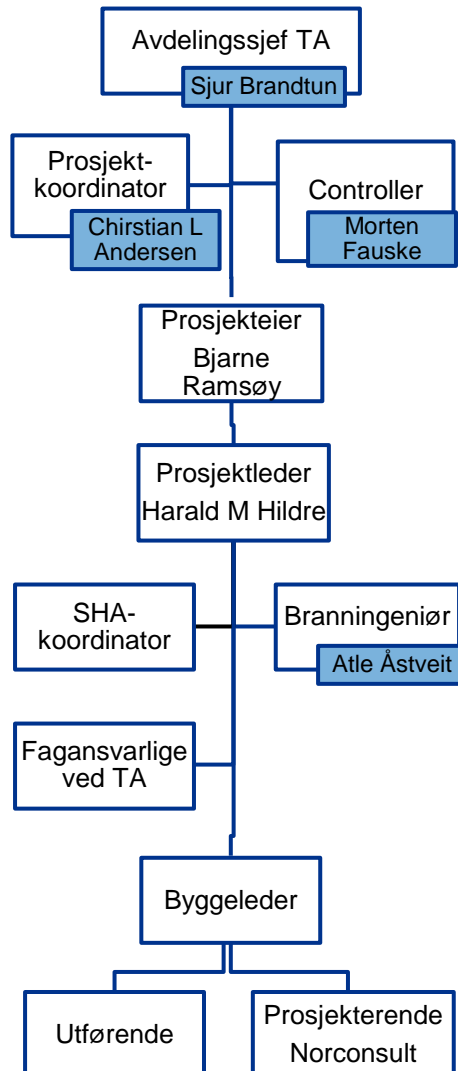 Avdelingssjef TA
Sjur Brandtun
Prosjekt-
koordinator
Chirstian L
Andersen
Controller
Morten
Fauske
Prosjekteier
Bjarne
Ramsøy
Prosjektleder
Harald M Hildre
SHA-
koordinator
Branningeniør
Atle Åstveit
Fagansvarlige
ved TA
Byggeleder
Utførende
Prosjekterende
Norconsult